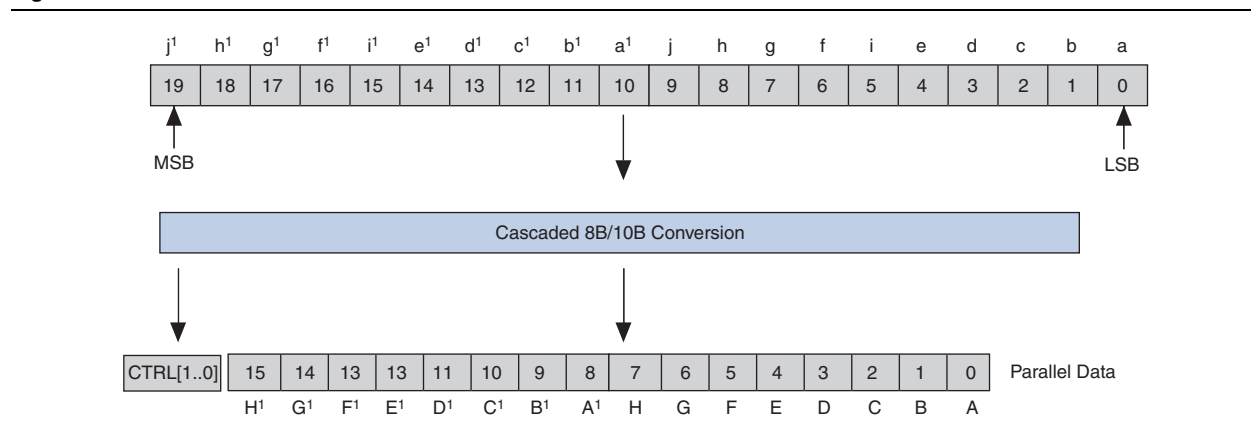 j¹ h¹ g¹ f¹ i¹ e¹ d¹ c¹ b¹ a¹ j h g f i e d c b a
19 18 17 16 15 14 13 12 11 10 9 8 7 6 5 4 3 2 1 0
MSB LSB
Cascaded 8B/10B Conversion
CTRL[1..0] 15 14 13 13 11 10 9 8 7 6 5 4 3 2 1 0 Parallel Data
H¹ G¹ F¹ E¹ D¹ C¹ B¹ A¹ H G F E D C B A